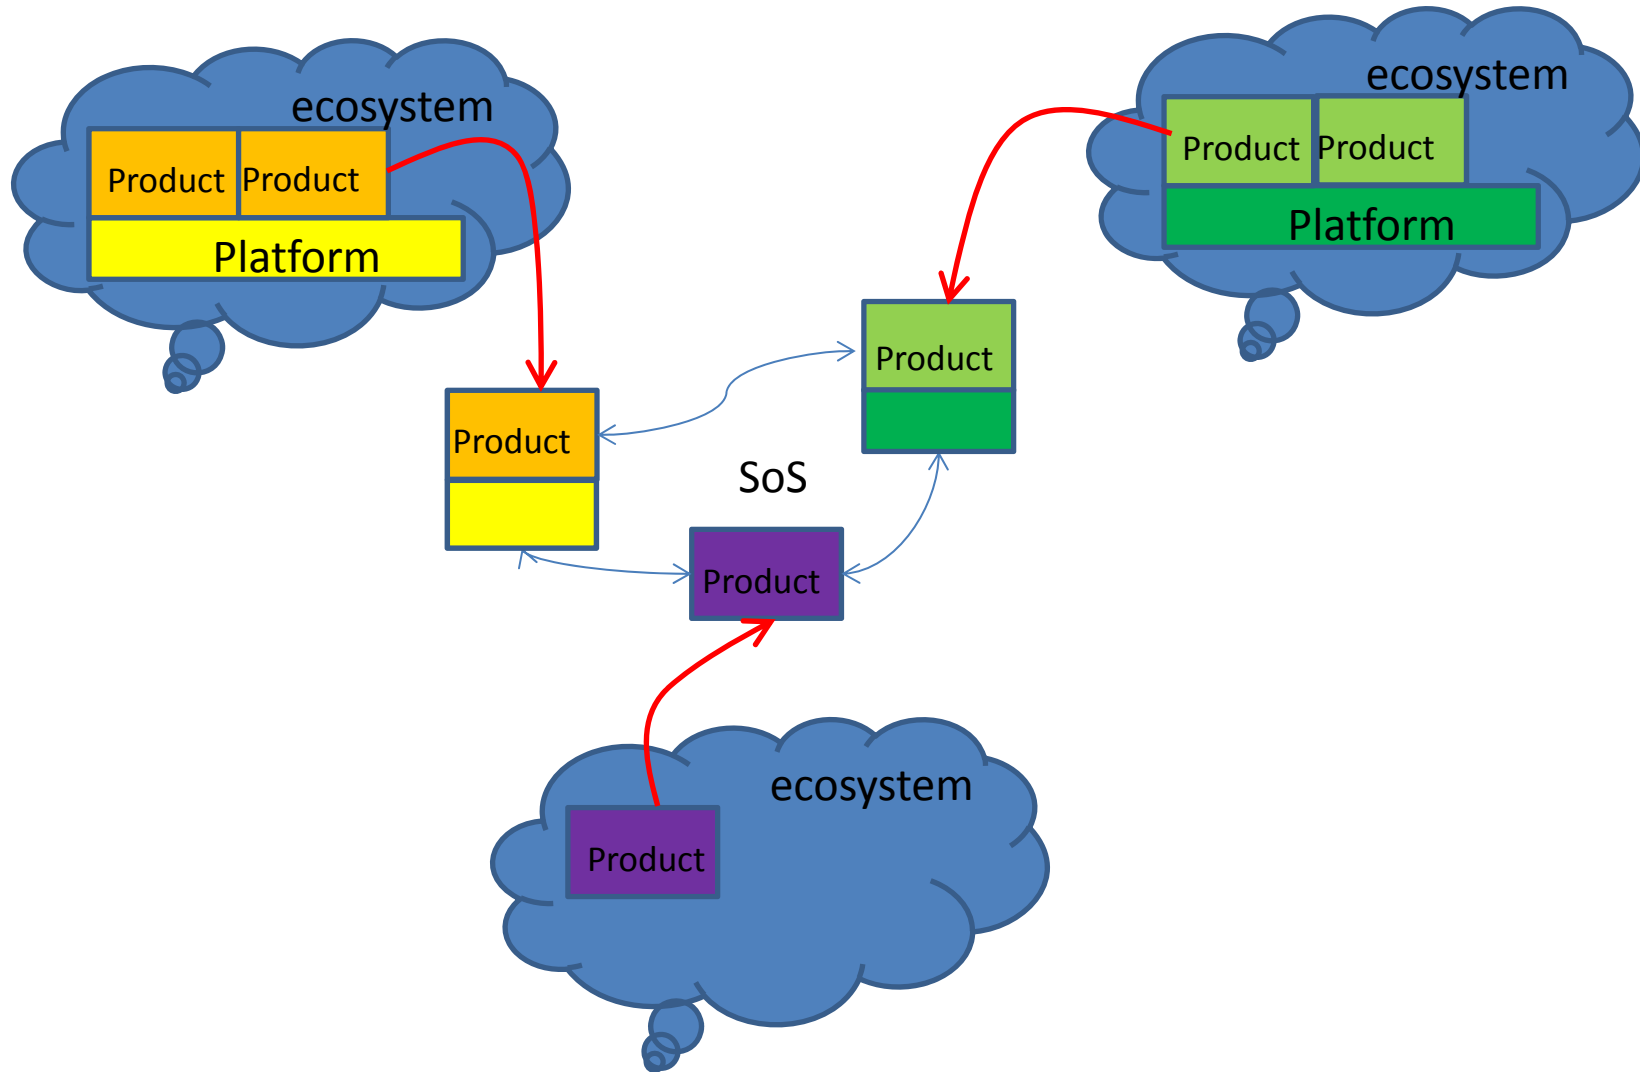 ecosystem
Product Product
Platform
ecosystem
Product Product
Platform
Product
Product
SoS
Product
ecosystem
Product